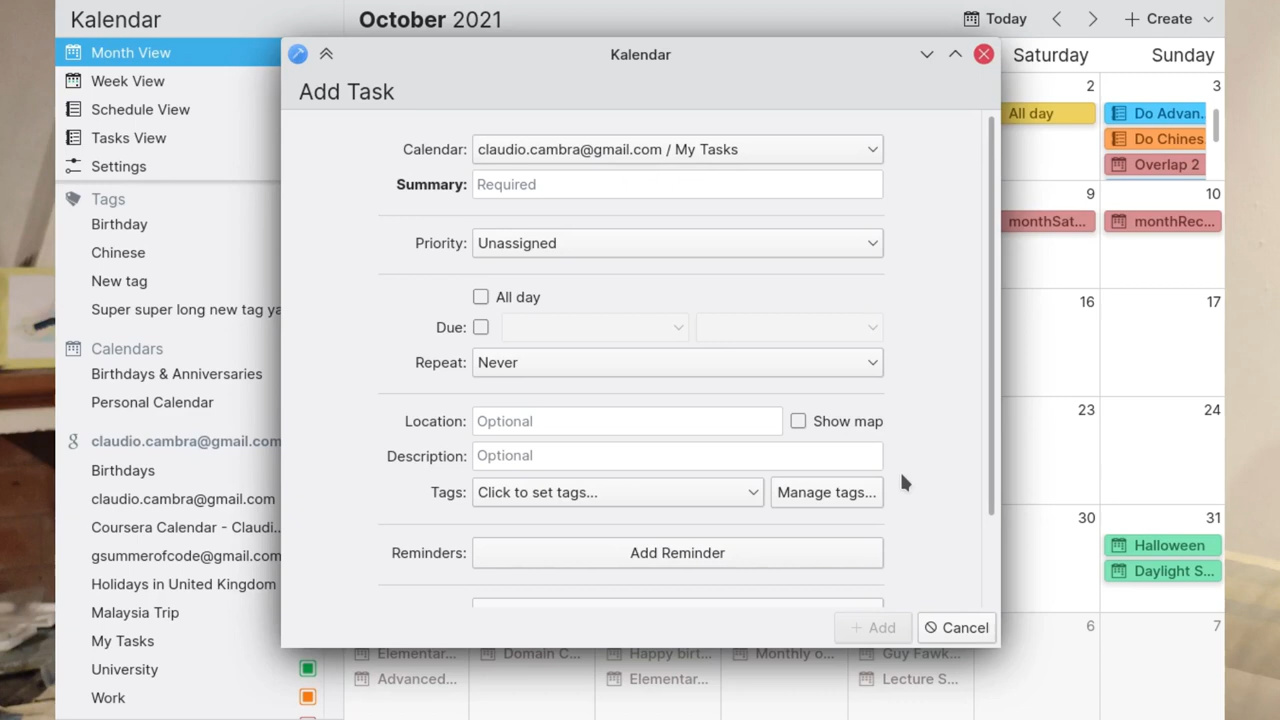 Kalendar
October 2021
Today
Create
Month View
Week View
Schedule View
Tasks View
Settings
Tags
Birthday
Chinese
New tag
Super super long new tag ya
Calendars
Birthdays & Anniversaries
Personal Calendar
claudio.cambra@gmail.com
Birthdays
claudio.cambra@gmail.com
Coursera Calendar - Claudi...
gsummerofcode@gmail.com
Holidays in United Kingdom
Malaysia Trip
My Tasks
University
Work
Kalendar
Add Task
Calendar: claudio.cambra@gmail.com / My Tasks
Summary: Required
Priority: Unassigned
All day
Due:
Repeat: Never
Location: Optional Show map
Description: Optional
Tags: Click to set tags... Manage tags...
Reminders: Add Reminder
+ Add Cancel
Saturday Sunday
2 3
All day Do Advan...
Do Chines
Overlap 2
9 10
monthSat... monthRec...
16 17
23 24
30 31
Halloween
Daylight S...
6 7
Elementar... Domain C... Happy birt... Monthly o... Guy Fawk...
Advanced... Elementar... Lecture S...